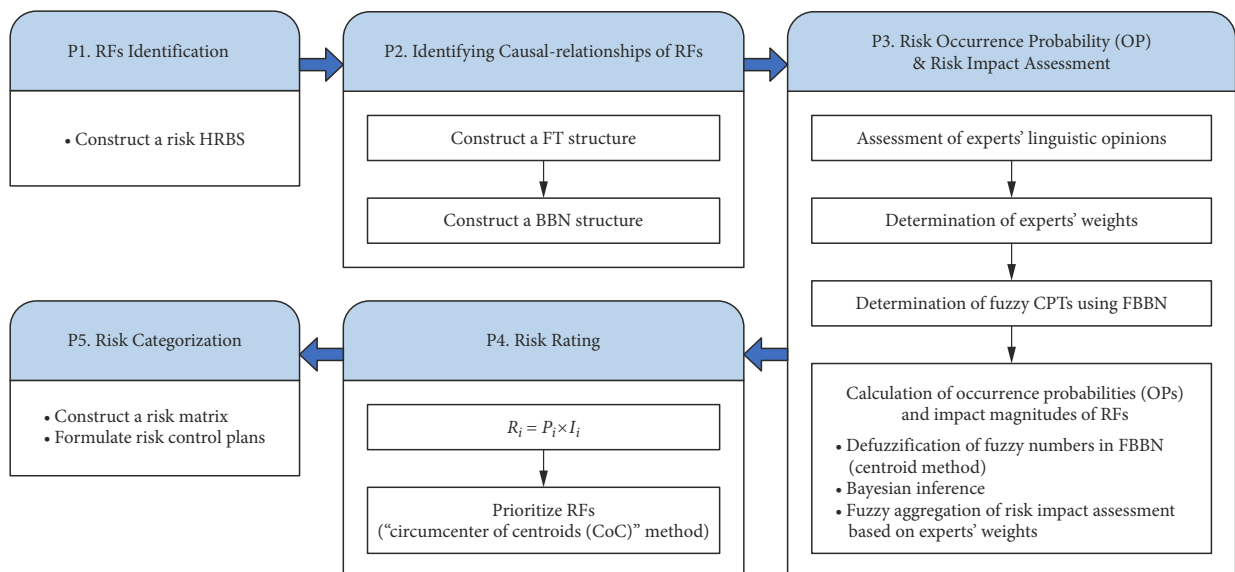 P1. RFs Identification
• Construct a risk HRBS
P2. Identifying Causal-relationships of RFs
Construct a FT structure
Construct a BBN structure
P3. Risk Occurrence Probability (OP)
& Risk Impact Assessment
Assessment of experts' linguistic opinions
Determination of experts' weights
Determination of fuzzy CPTs using FBBN
Calculation of occurrence probabilities (OPs)
and impact magnitudes of RFs
• Defuzzification of fuzzy numbers in FBBN
(centroid method)
• Bayesian inference
• Fuzzy aggregation of risk impact assessment
based on experts' weights
P4. Risk Rating
R_i = P_i × I_i
Prioritize RFs
(“circumcenter of centroids (CoC)” method)
P5. Risk Categorization
• Construct a risk matrix
• Formulate risk control plans